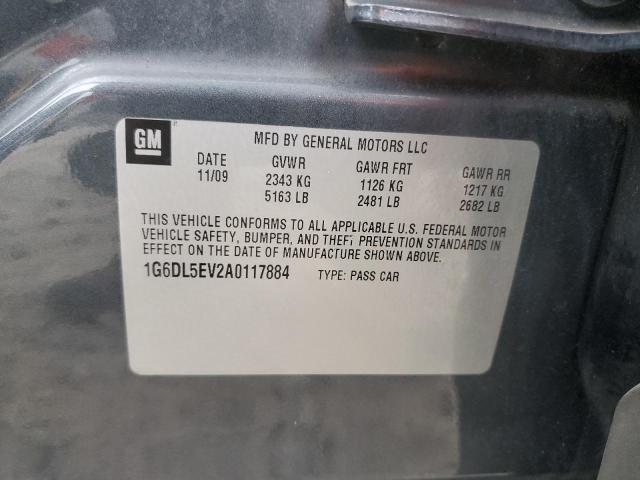 GM
MFD BY GENERAL MOTORS LLC
DATE GVWR GAWR FRT GAWR RR
11/09 2343 KG 1126 KG 1217 KG
5163 LB 2481 LB 2682 LB
THIS VEHICLE CONFORMS TO ALL APPLICABLE U.S. FEDERAL MOTOR
VEHICLE SAFETY, BUMPER, AND THEFT PREVENTION STANDARDS IN
EFFECT ON THE DATE OF MANUFACTURE SHOWN ABOVE.
1G6DL5EV2A0117884 TYPE: PASS CAR